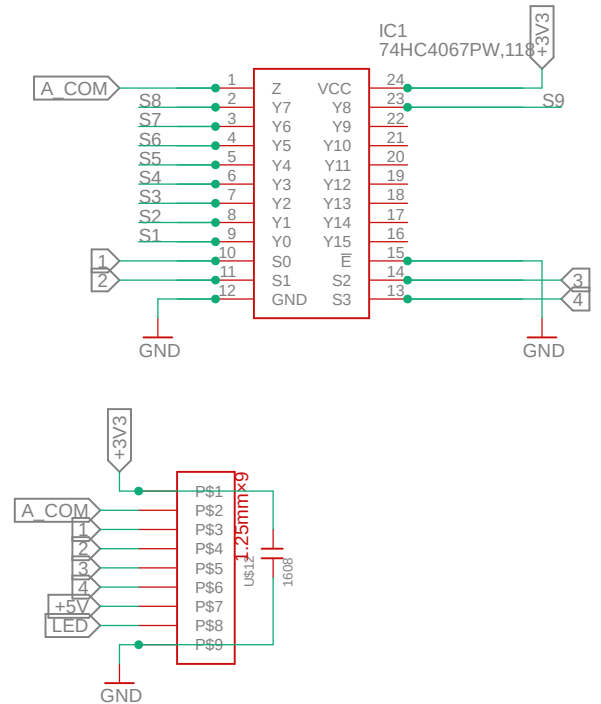 IC1
74HC4067PW,118
+3V3
A_COM
1
Z
VCC
24
S8
2
Y7
Y8
23
S9
S7
3
Y6
Y9
22
S6
4
Y5
Y10
21
S5
5
Y4
Y11
20
S4
6
Y3
Y12
19
S3
7
Y2
Y13
18
S2
8
Y1
Y14
17
S1
9
Y0
Y15
16
1
10
S0
E
15
2
11
S1
S2
14
3
12
GND
S3
13
4
GND
GND
+3V3
P$1
A_COM
P$2
1
P$3
2
P$4
3
P$5
4
P$6
+5V
P$7
LED
P$8
P$9
1.25mm×9
U$12
1608
GND